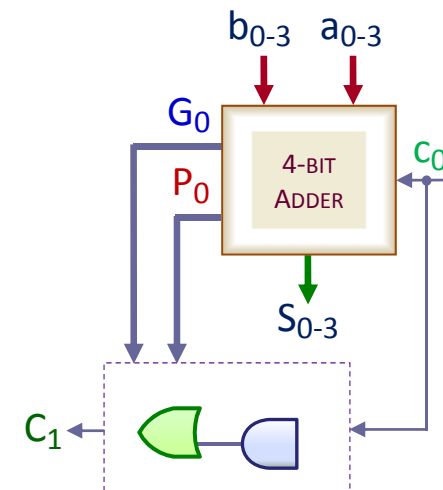 b₀₋₃ a₀₋₃
G₀
P₀
4-BIT
ADDER
c₀
S₀₋₃
C₁